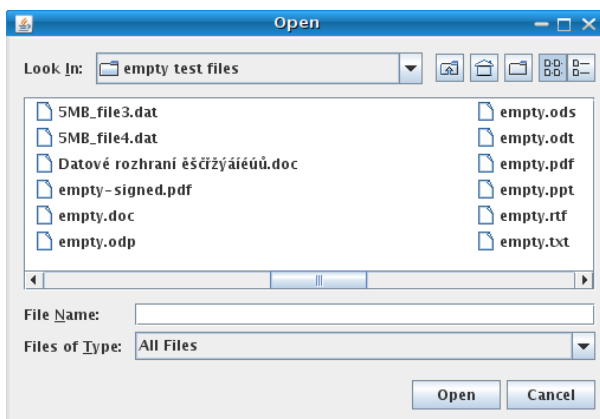 Open
Look In: empty test files
5MB_file3.dat
5MB_file4.dat
Datové rozhraní ěščřžýáíéúů.doc
empty-signed.pdf
empty.doc
empty.odp
empty.ods
empty.odt
empty.pdf
empty.ppt
empty.rtf
empty.txt
File Name:
Files of Type: All Files
Open Cancel